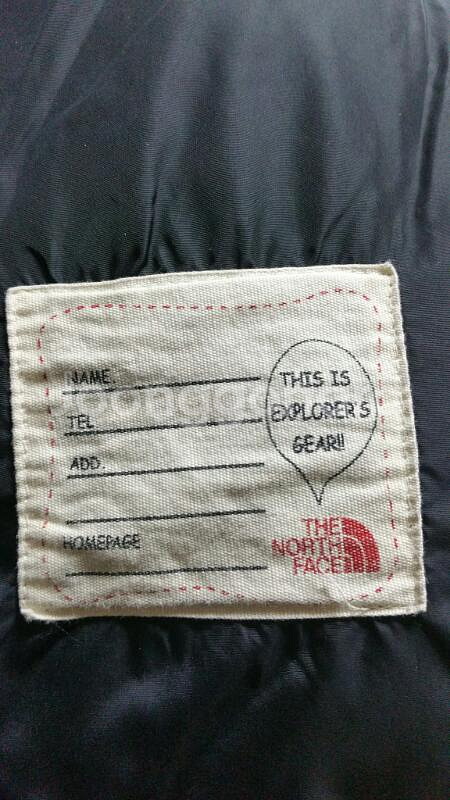 NAME.
TEL
ADD.
HOMEPAGE
THIS IS
EXPLORER'S
GEAR!!
THE
NORTH
FACE